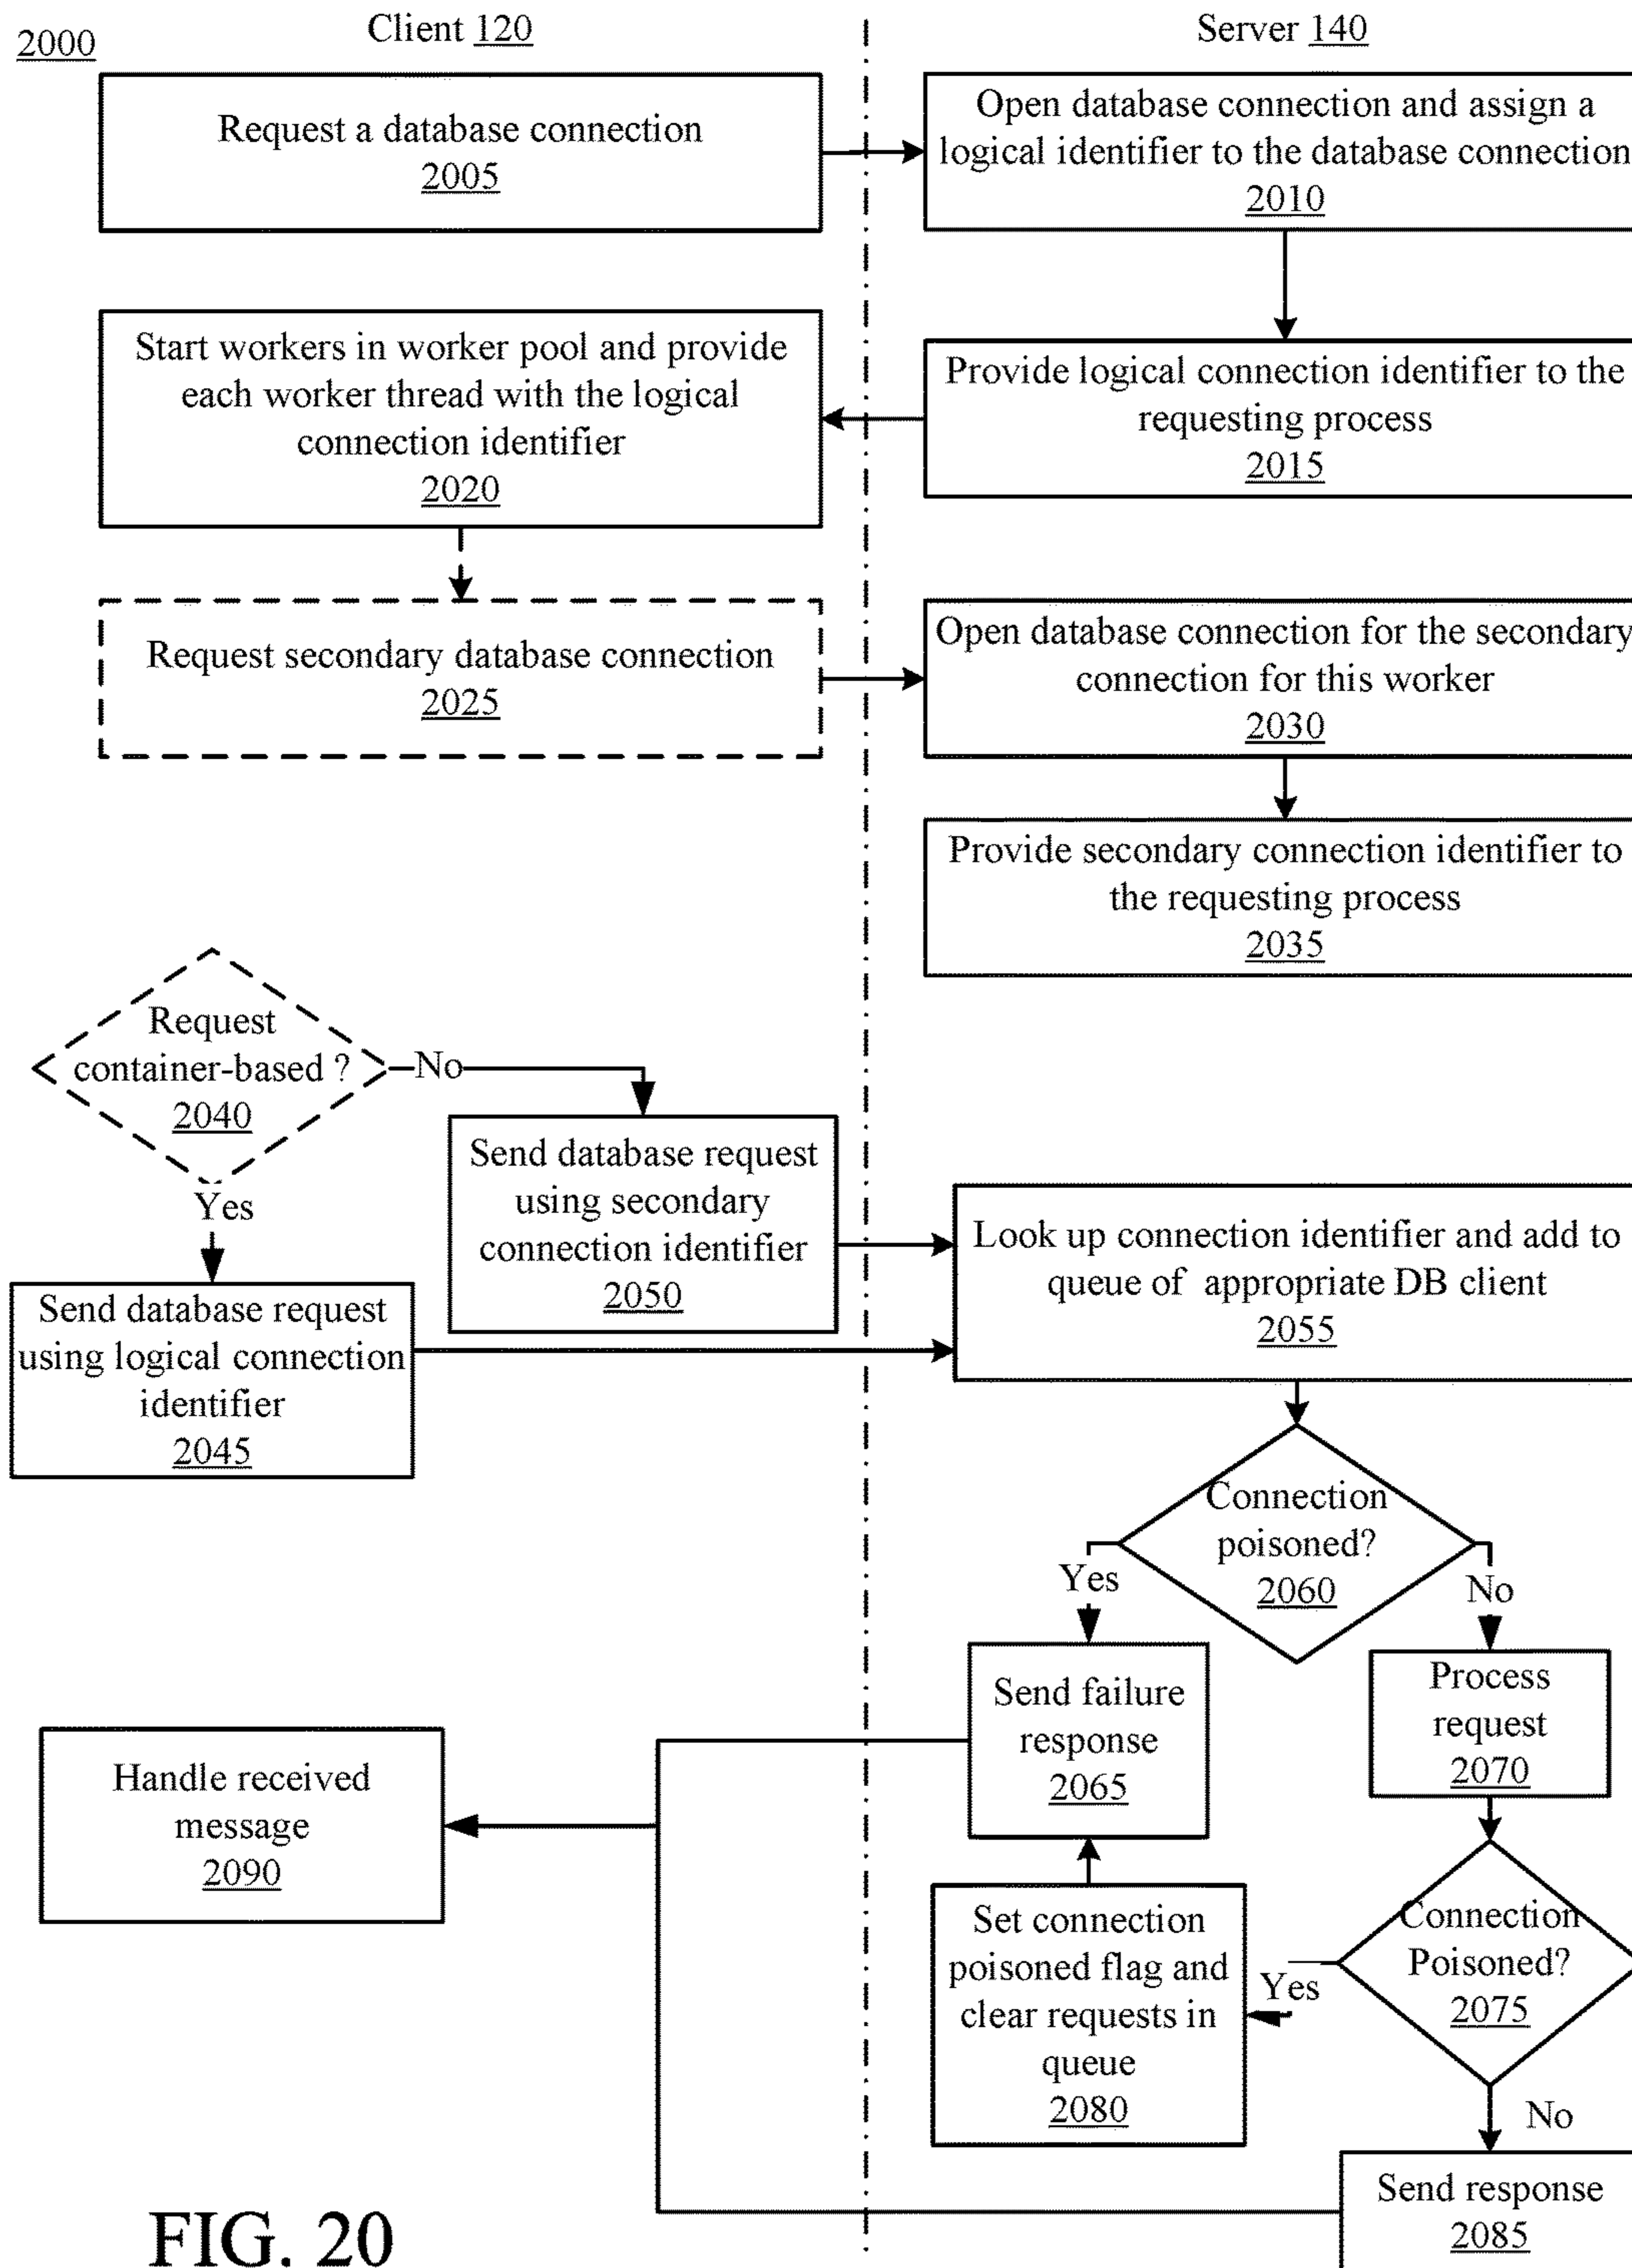 2000
Client 120
Server 140
Request a database connection
2005
Open database connection and assign a
logical identifier to the database connection
2010
Start workers in worker pool and provide
each worker thread with the logical
connection identifier
2020
Provide logical connection identifier to the
requesting process
2015
Request secondary database connection
2025
Open database connection for the secondary
connection for this worker
2030
Provide secondary connection identifier to
the requesting process
2035
Request
container-based ?
2040
No
Yes
Send database request
using secondary
connection identifier
2050
Send database request
using logical connection
identifier
2045
Look up connection identifier and add to
queue of appropriate DB client
2055
Connection
poisoned?
2060
Yes
No
Send failure
response
2065
Process
request
2070
Handle received
message
2090
Set connection
poisoned flag and
clear requests in
queue
2080
Connection
Poisoned?
2075
Yes
No
Send response
2085
FIG. 20